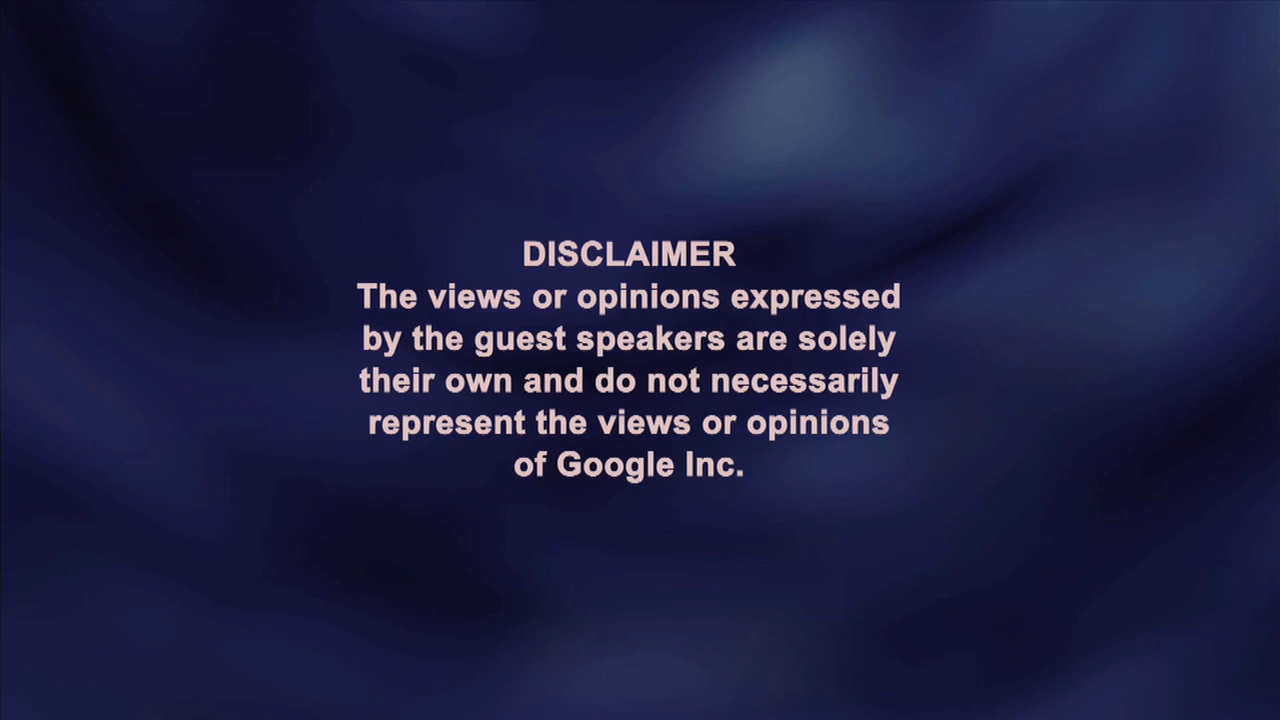 DISCLAIMER
The views or opinions expressed
by the guest speakers are solely
their own and do not necessarily
represent the views or opinions
of Google Inc.